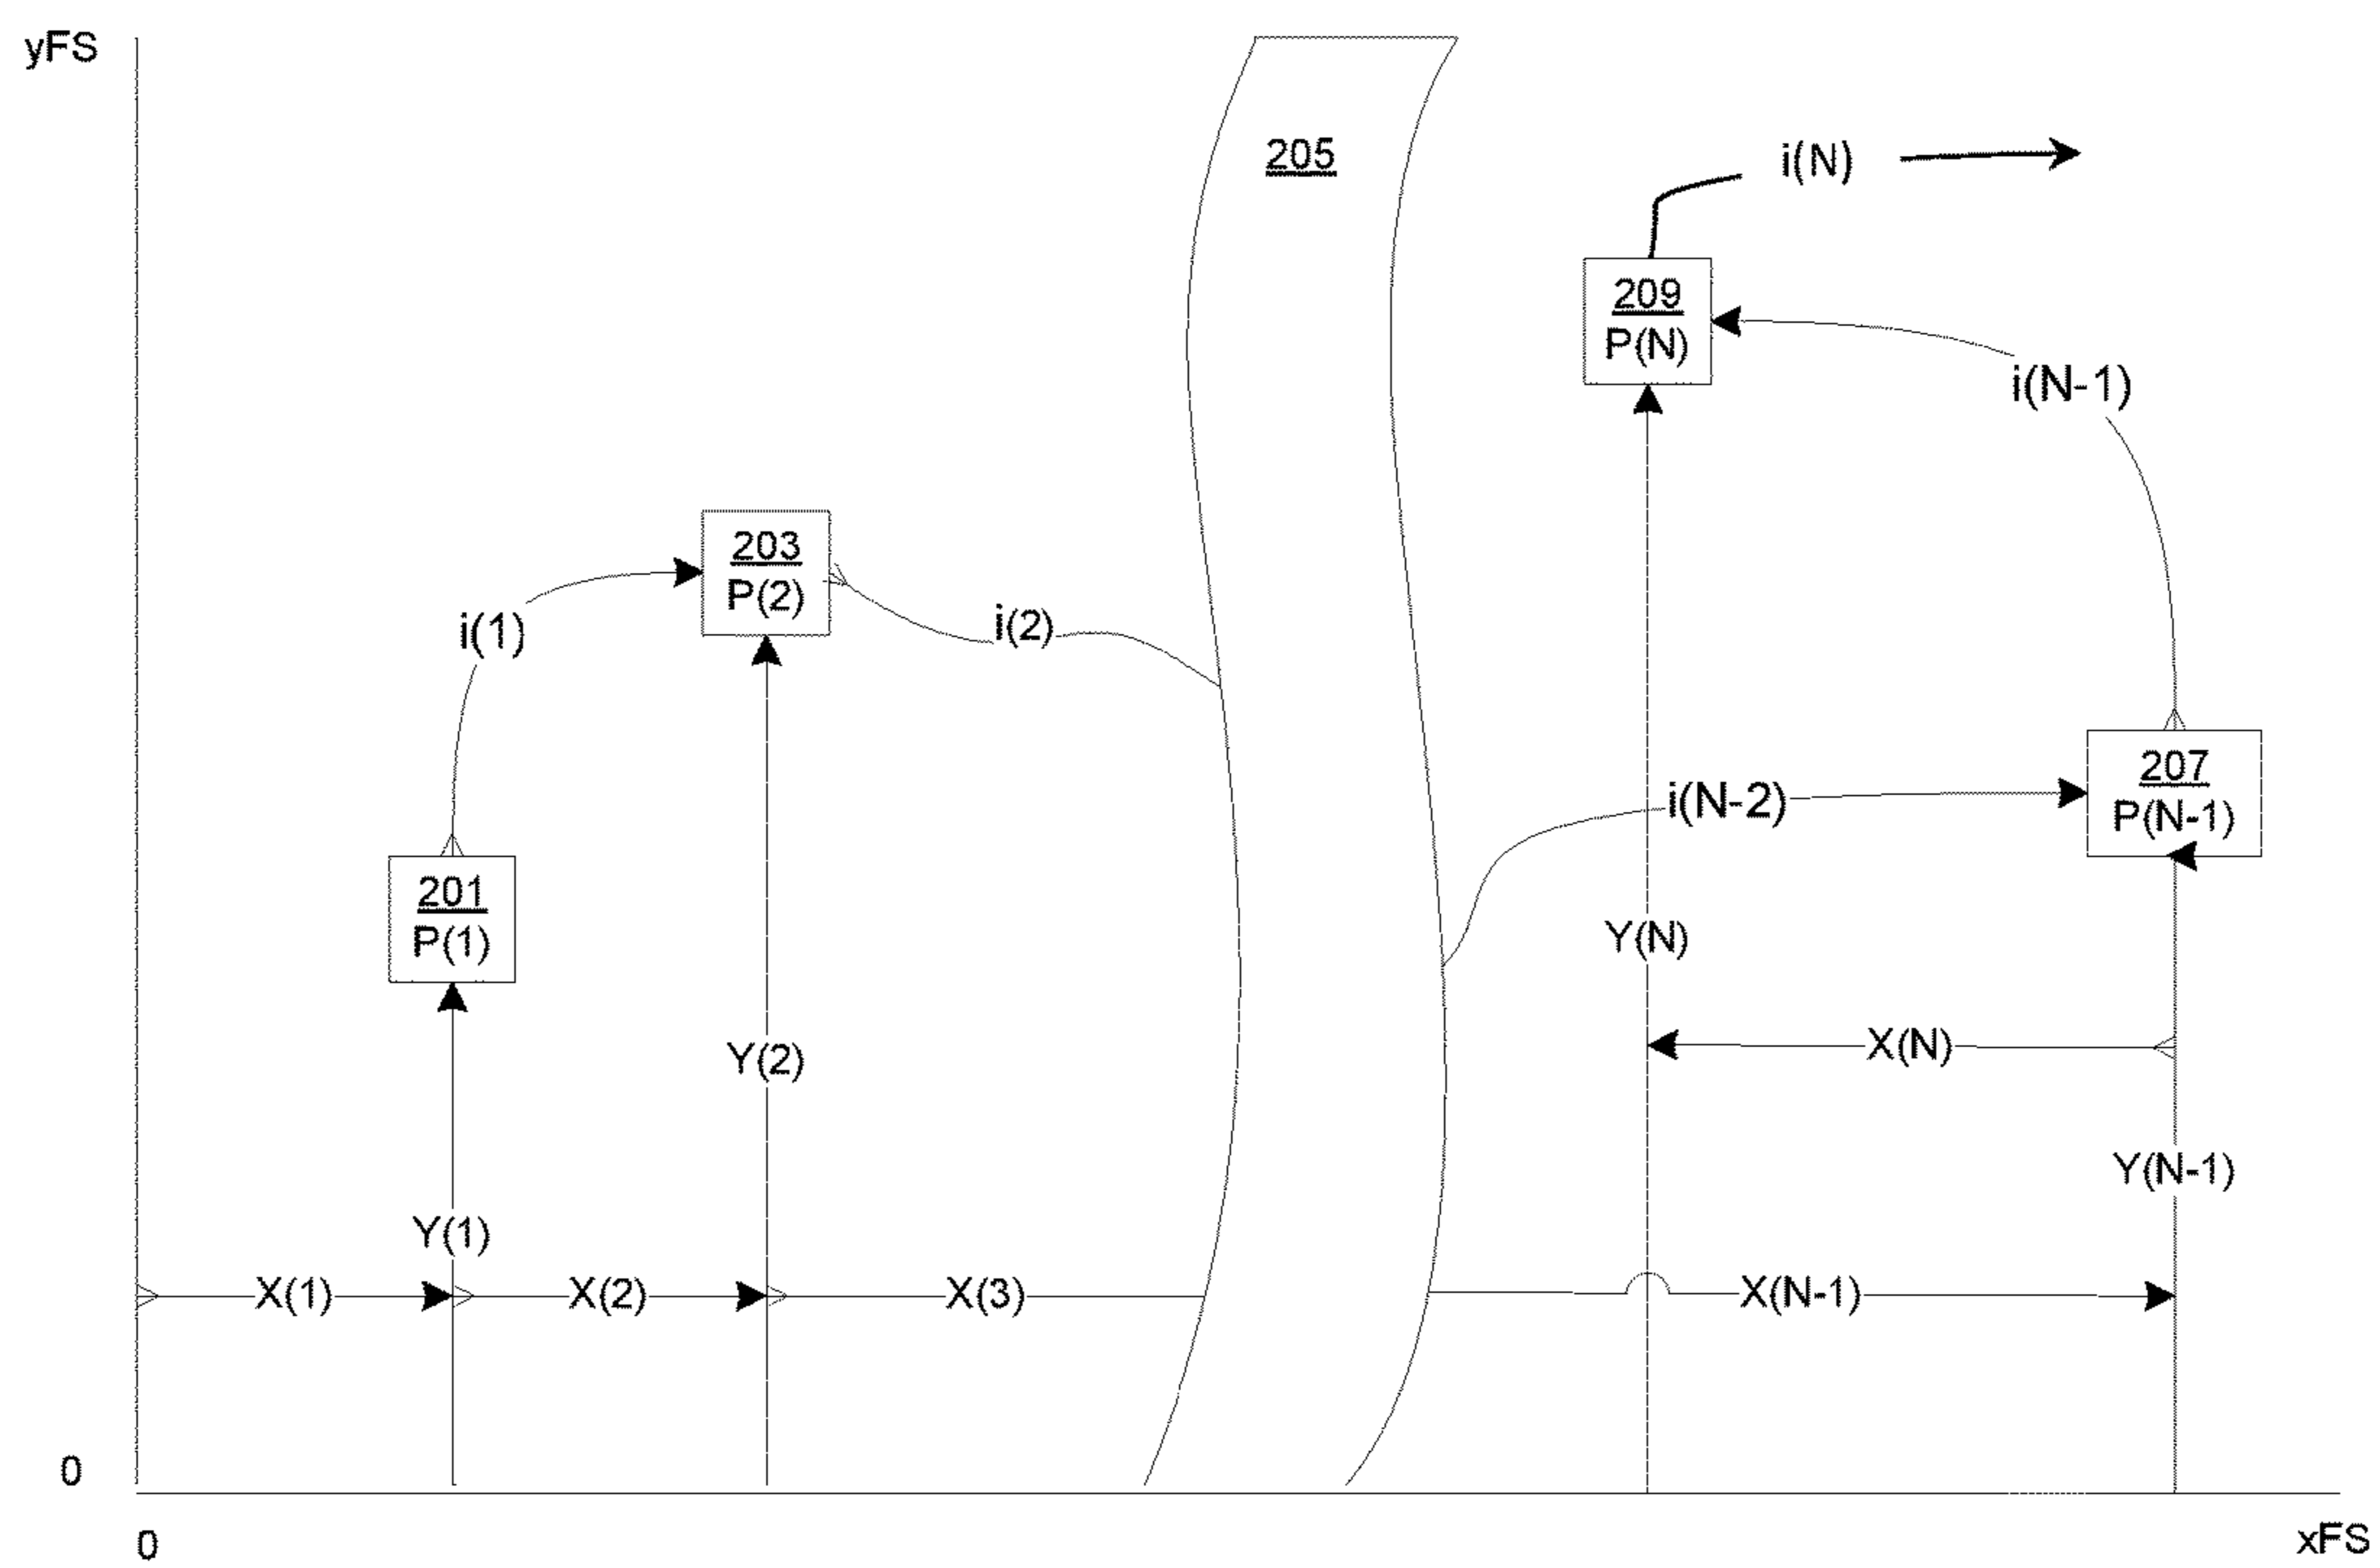 yFS
205
i(N)
209
P(N)
i(N-1)
203
P(2)
i(1)
i(2)
207
P(N-1)
i(N-2)
201
P(1)
Y(N)
Y(2)
X(N)
Y(N-1)
Y(1)
X(1)
X(2)
X(3)
X(N-1)
0
0
xFS